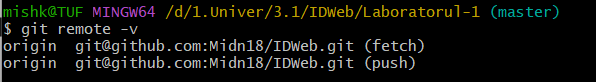 mishk@TUF MINGW64 /d/1.Univer/3.1/IDWeb/Laboratorul-1 (master)
$ git remote -v
origin  git@github.com:Midn18/IDWeb.git (fetch)
origin  git@github.com:Midn18/IDWeb.git (push)